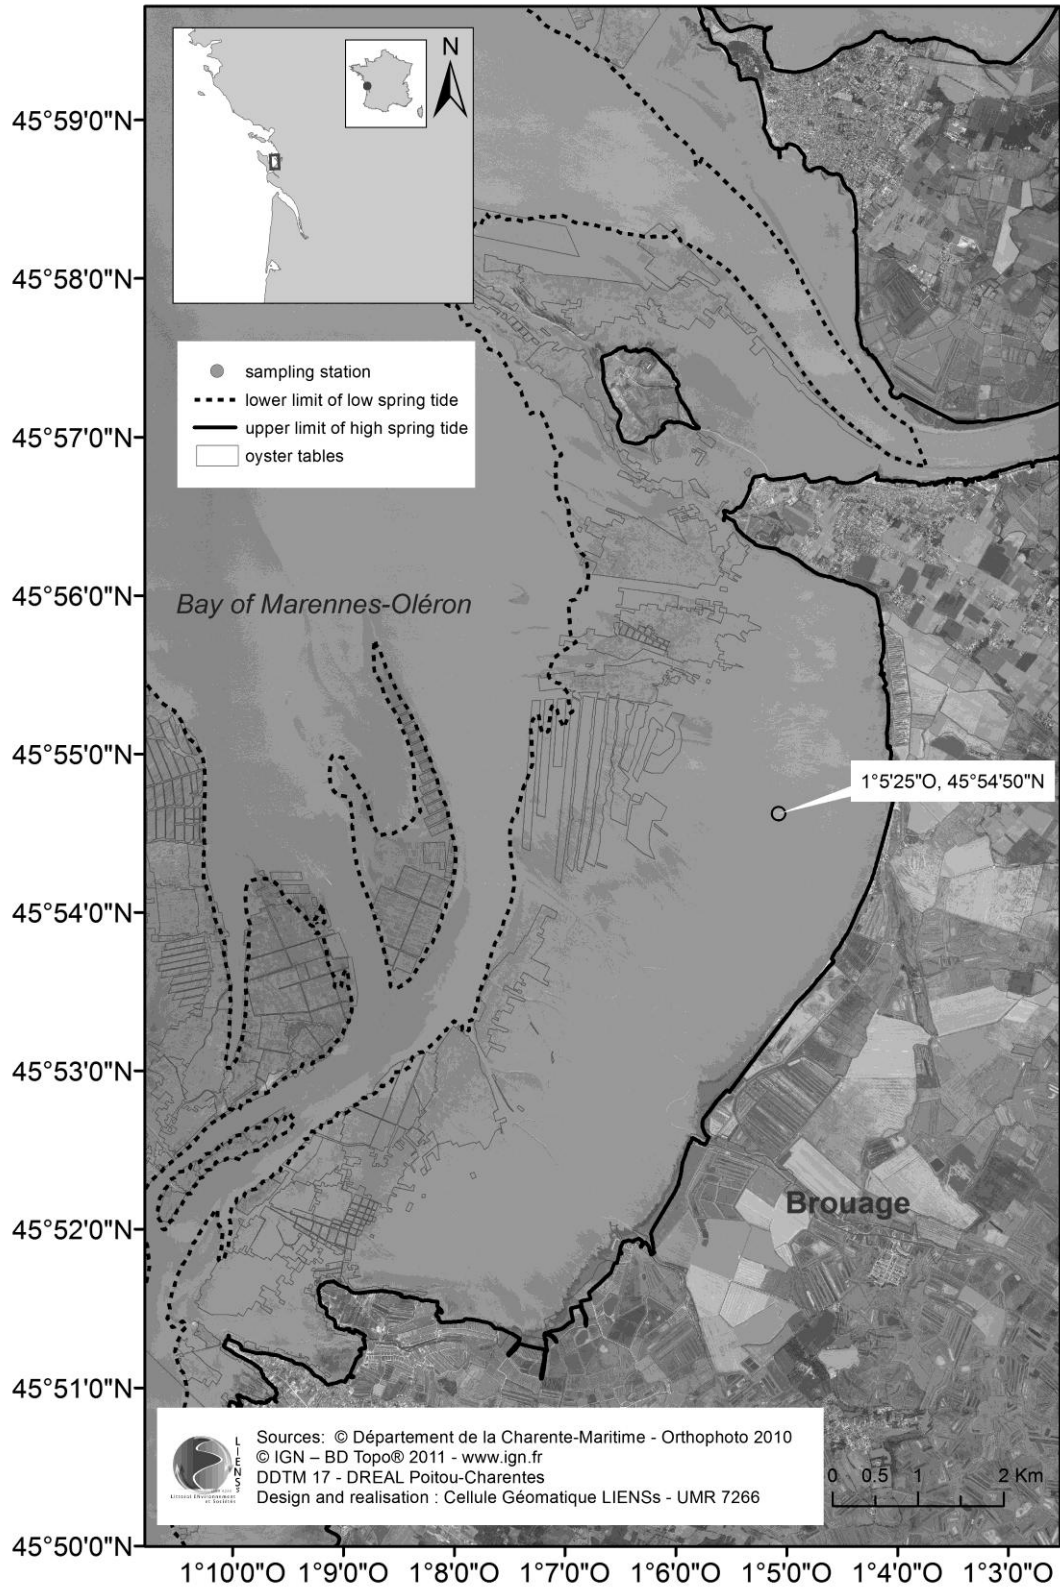 N
45°59'0"N
45°58'0"N
sampling station
lower limit of low spring tide
45°57'0"N
upper limit of high spring tide
oyster tables
45°56'0"N
Bay of Marennes-Oléron
45°55'0"N
1°5'25"O, 45°54'50"N
45°54'0"N
45°53'0"N
Brouage
45°52'0"N
45°51'0"N
LIENSs
Littoral Environnement
et Sociétés
Sources: © Département de la Charente-Maritime - Orthophoto 2010
© IGN – BD Topo® 2011 - www.ign.fr
DDTM 17 - DREAL Poitou-Charentes
Design and realisation : Cellule Géomatique LIENSs - UMR 7266
0 0.5 1 2 Km
45°50'0"N
1°10'0"O 1°9'0"O 1°8'0"O 1°7'0"O 1°6'0"O 1°5'0"O 1°4'0"O 1°3'0"O